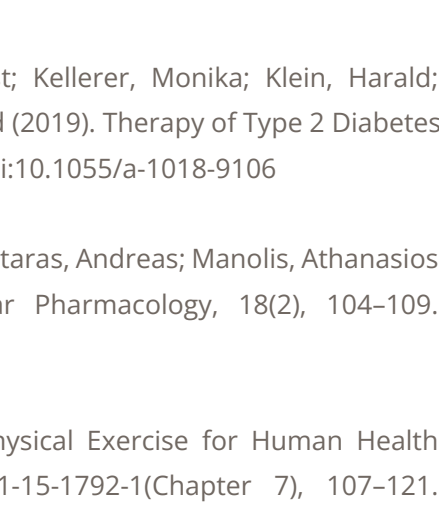 t; Kellerer, Monika; Klein, Harald;
(2019). Therapy of Type 2 Diabetes
i:10.1055/a-1018-9106
taras, Andreas; Manolis, Athanasios
ar Pharmacology, 18(2), 104–109.
hysical Exercise for Human Health
1-15-1792-1(Chapter 7), 107–121.